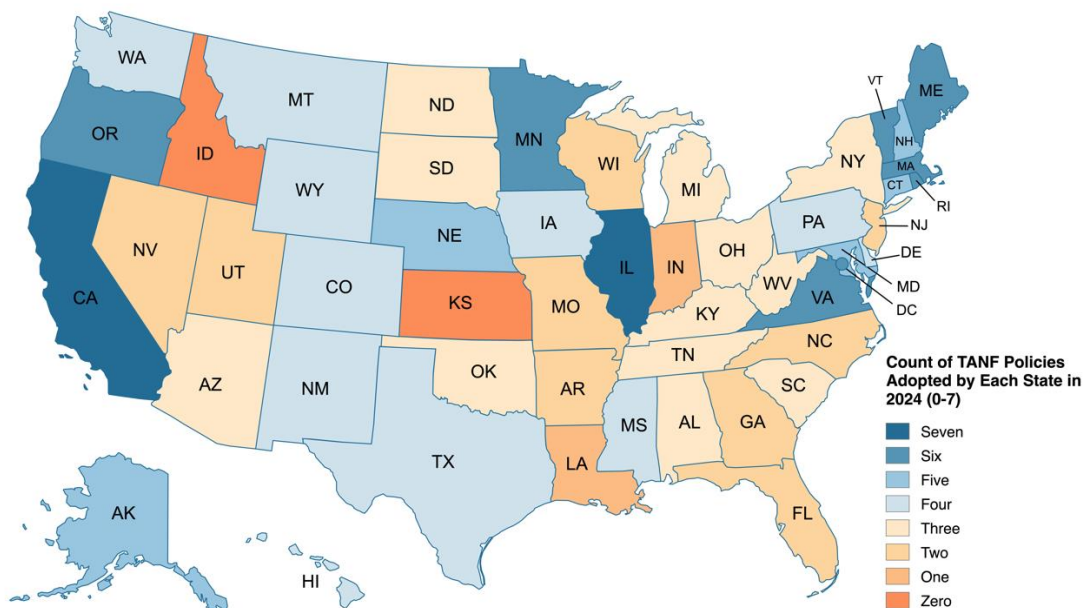 WA
MT
ND
MN
VT
ME
OR
ID
SD
WI
NH
NY
MA
CT
RI
WY
MI
IA
PA
NJ
NE
OH
DE
NV
UT
IL
IN
MD
CA
CO
WV
DC
KS
MO
VA
KY
NC
TN
AZ
NM
OK
AR
SC
MS
AL
GA
TX
LA
FL
AK
HI
Count of TANF Policies
Adopted by Each State in
2024 (0-7)
Seven
Six
Five
Four
Three
Two
One
Zero